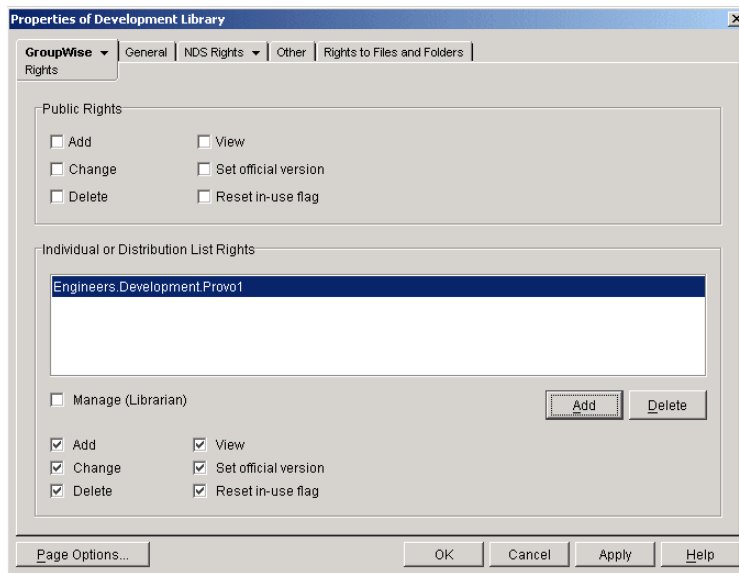 Properties of Development Library
GroupWise General NDS Rights Other Rights to Files and Folders
Rights
Public Rights
Add View
Change Set official version
Delete Reset in-use flag
Individual or Distribution List Rights
Engineers.Development.Provo1
Manage (Librarian) Add Delete
Add View
Change Set official version
Delete Reset in-use flag
Page Options... OK Cancel Apply Help